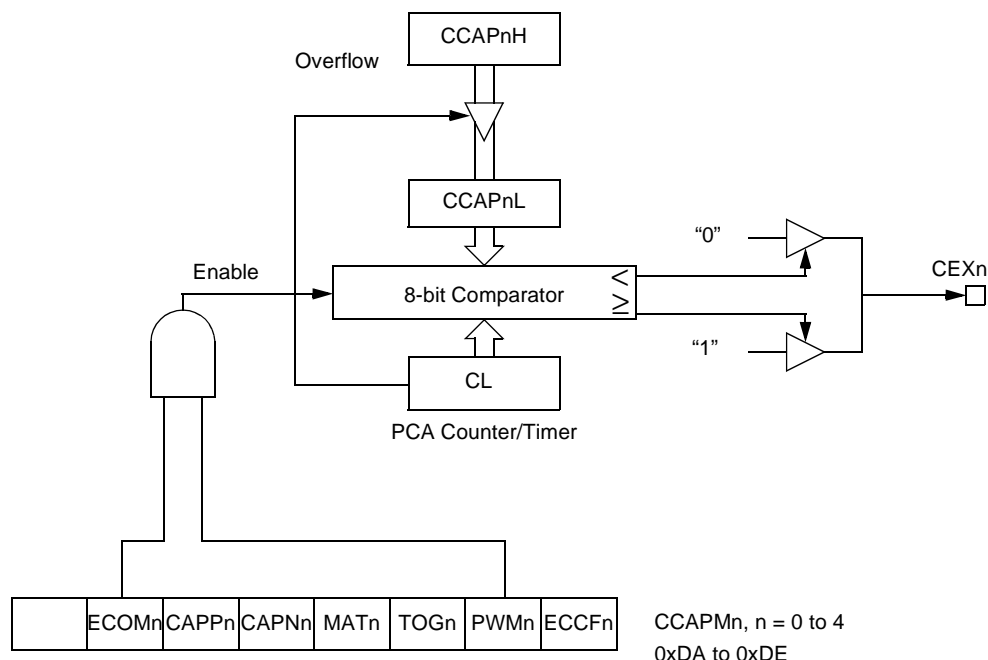 CCAPnH
Overflow
CCAPnL
“0”
Enable
<
CEXn
8-bit Comparator
≥
“1”
CL
PCA Counter/Timer
ECOMn CAPPn CAPNn MATn TOGn PWMn ECCFn
CCAPMn, n = 0 to 4
0xDA to 0xDE